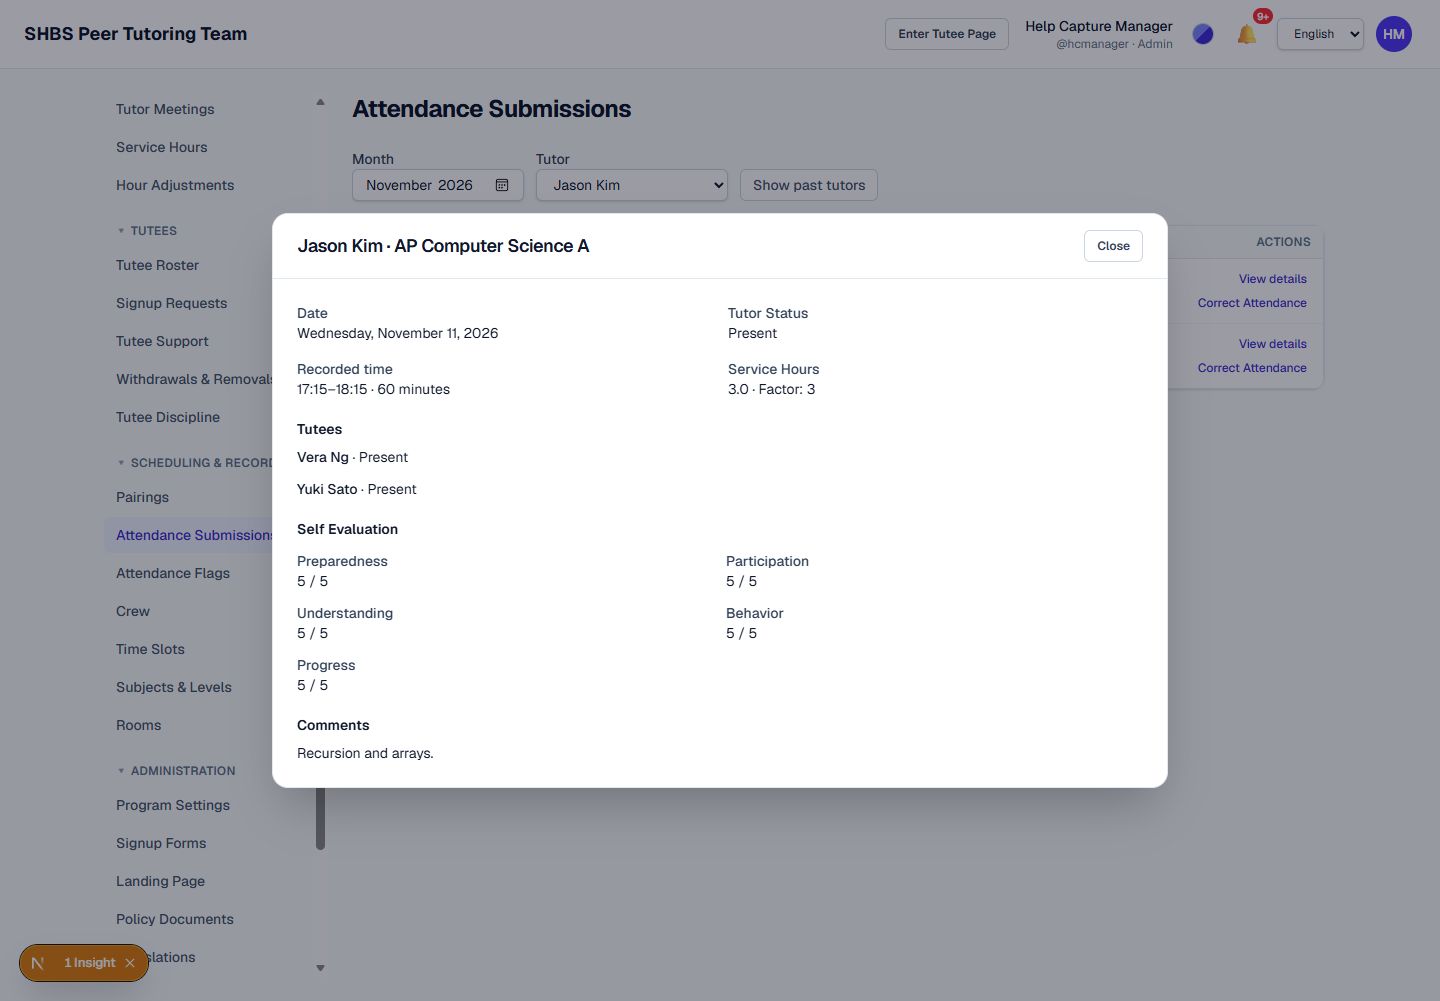 SHBS Peer Tutoring Team
Enter Tutee Page
Help Capture Manager
@hcmanager · Admin
9+
English
HM
Tutor Meetings
Service Hours
Hour Adjustments
TUTEES
Tutee Roster
Signup Requests
Tutee Support
Withdrawals & Removals
Tutee Discipline
SCHEDULING & RECORD
Pairings
Attendance Submissions
Attendance Flags
Crew
Time Slots
Subjects & Levels
Rooms
ADMINISTRATION
Program Settings
Signup Forms
Landing Page
Policy Documents
slations
N 1 Insight
Attendance Submissions
Month
November 2026
Tutor
Jason Kim
Show past tutors
ACTIONS
View details
Correct Attendance
View details
Correct Attendance
Jason Kim · AP Computer Science A
Close
Date
Wednesday, November 11, 2026
Tutor Status
Present
Recorded time
17:15–18:15 · 60 minutes
Service Hours
3.0 · Factor: 3
Tutees
Vera Ng · Present
Yuki Sato · Present
Self Evaluation
Preparedness
5 / 5
Participation
5 / 5
Understanding
5 / 5
Behavior
5 / 5
Progress
5 / 5
Comments
Recursion and arrays.